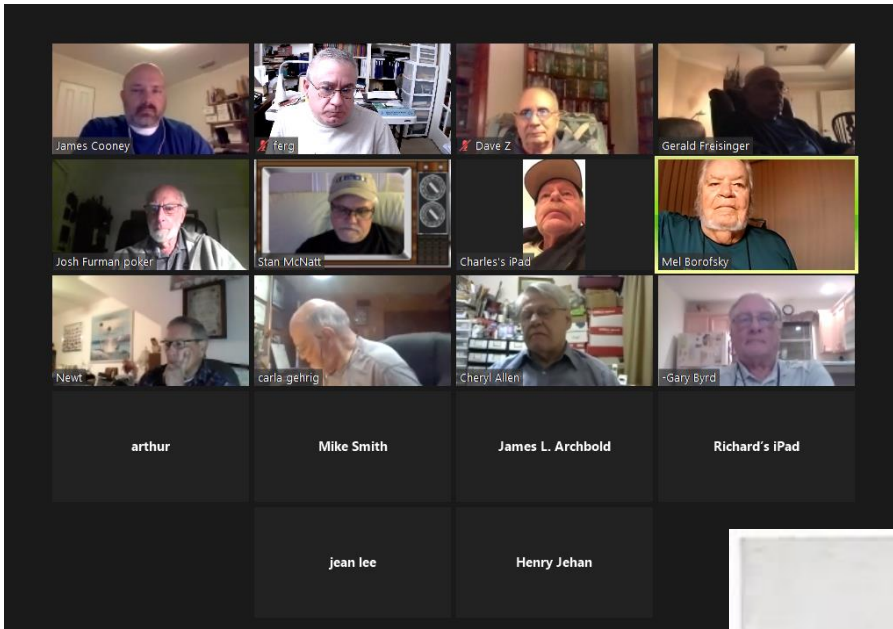 James Cooney
ferg
Dave Z
Gerald Freisinger
Josh Furman poker
Stan McNatt
Charles's iPad
Mel Borofsky
Newt
carla gehrig
Cheryl Allen
-Gary Byrd
arthur
Mike Smith
James L. Archbold
Richard's iPad
jean lee
Henry Jehan